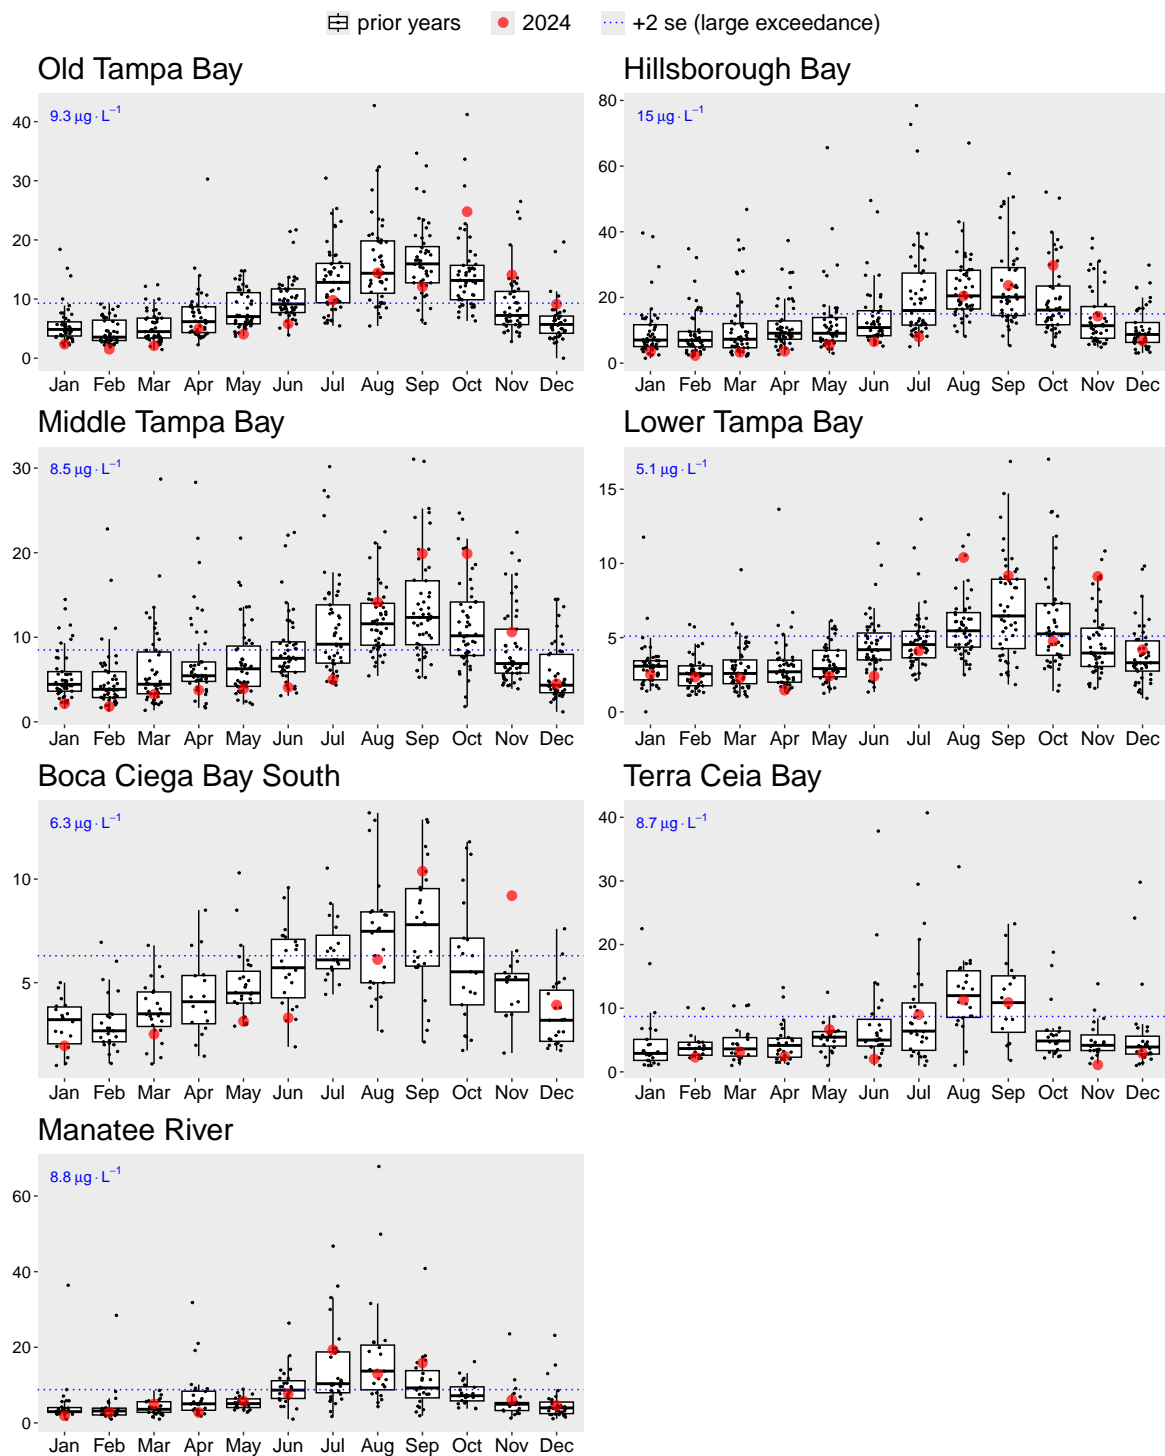 prior years 2024 +2 se (large exceedance)
Old Tampa Bay
9.3 μg · L⁻¹
40
30
20
10
0
Jan Feb Mar Apr May Jun Jul Aug Sep Oct Nov Dec
Hillsborough Bay
15 μg · L⁻¹
80
60
40
20
0
Jan Feb Mar Apr May Jun Jul Aug Sep Oct Nov Dec
Middle Tampa Bay
8.5 μg · L⁻¹
30
20
10
0
Jan Feb Mar Apr May Jun Jul Aug Sep Oct Nov Dec
Lower Tampa Bay
5.1 μg · L⁻¹
15
10
5
0
Jan Feb Mar Apr May Jun Jul Aug Sep Oct Nov Dec
Boca Ciega Bay South
6.3 μg · L⁻¹
10
5
Jan Feb Mar Apr May Jun Jul Aug Sep Oct Nov Dec
Terra Ceia Bay
8.7 μg · L⁻¹
40
30
20
10
0
Jan Feb Mar Apr May Jun Jul Aug Sep Oct Nov Dec
Manatee River
8.8 μg · L⁻¹
60
40
20
0
Jan Feb Mar Apr May Jun Jul Aug Sep Oct Nov Dec